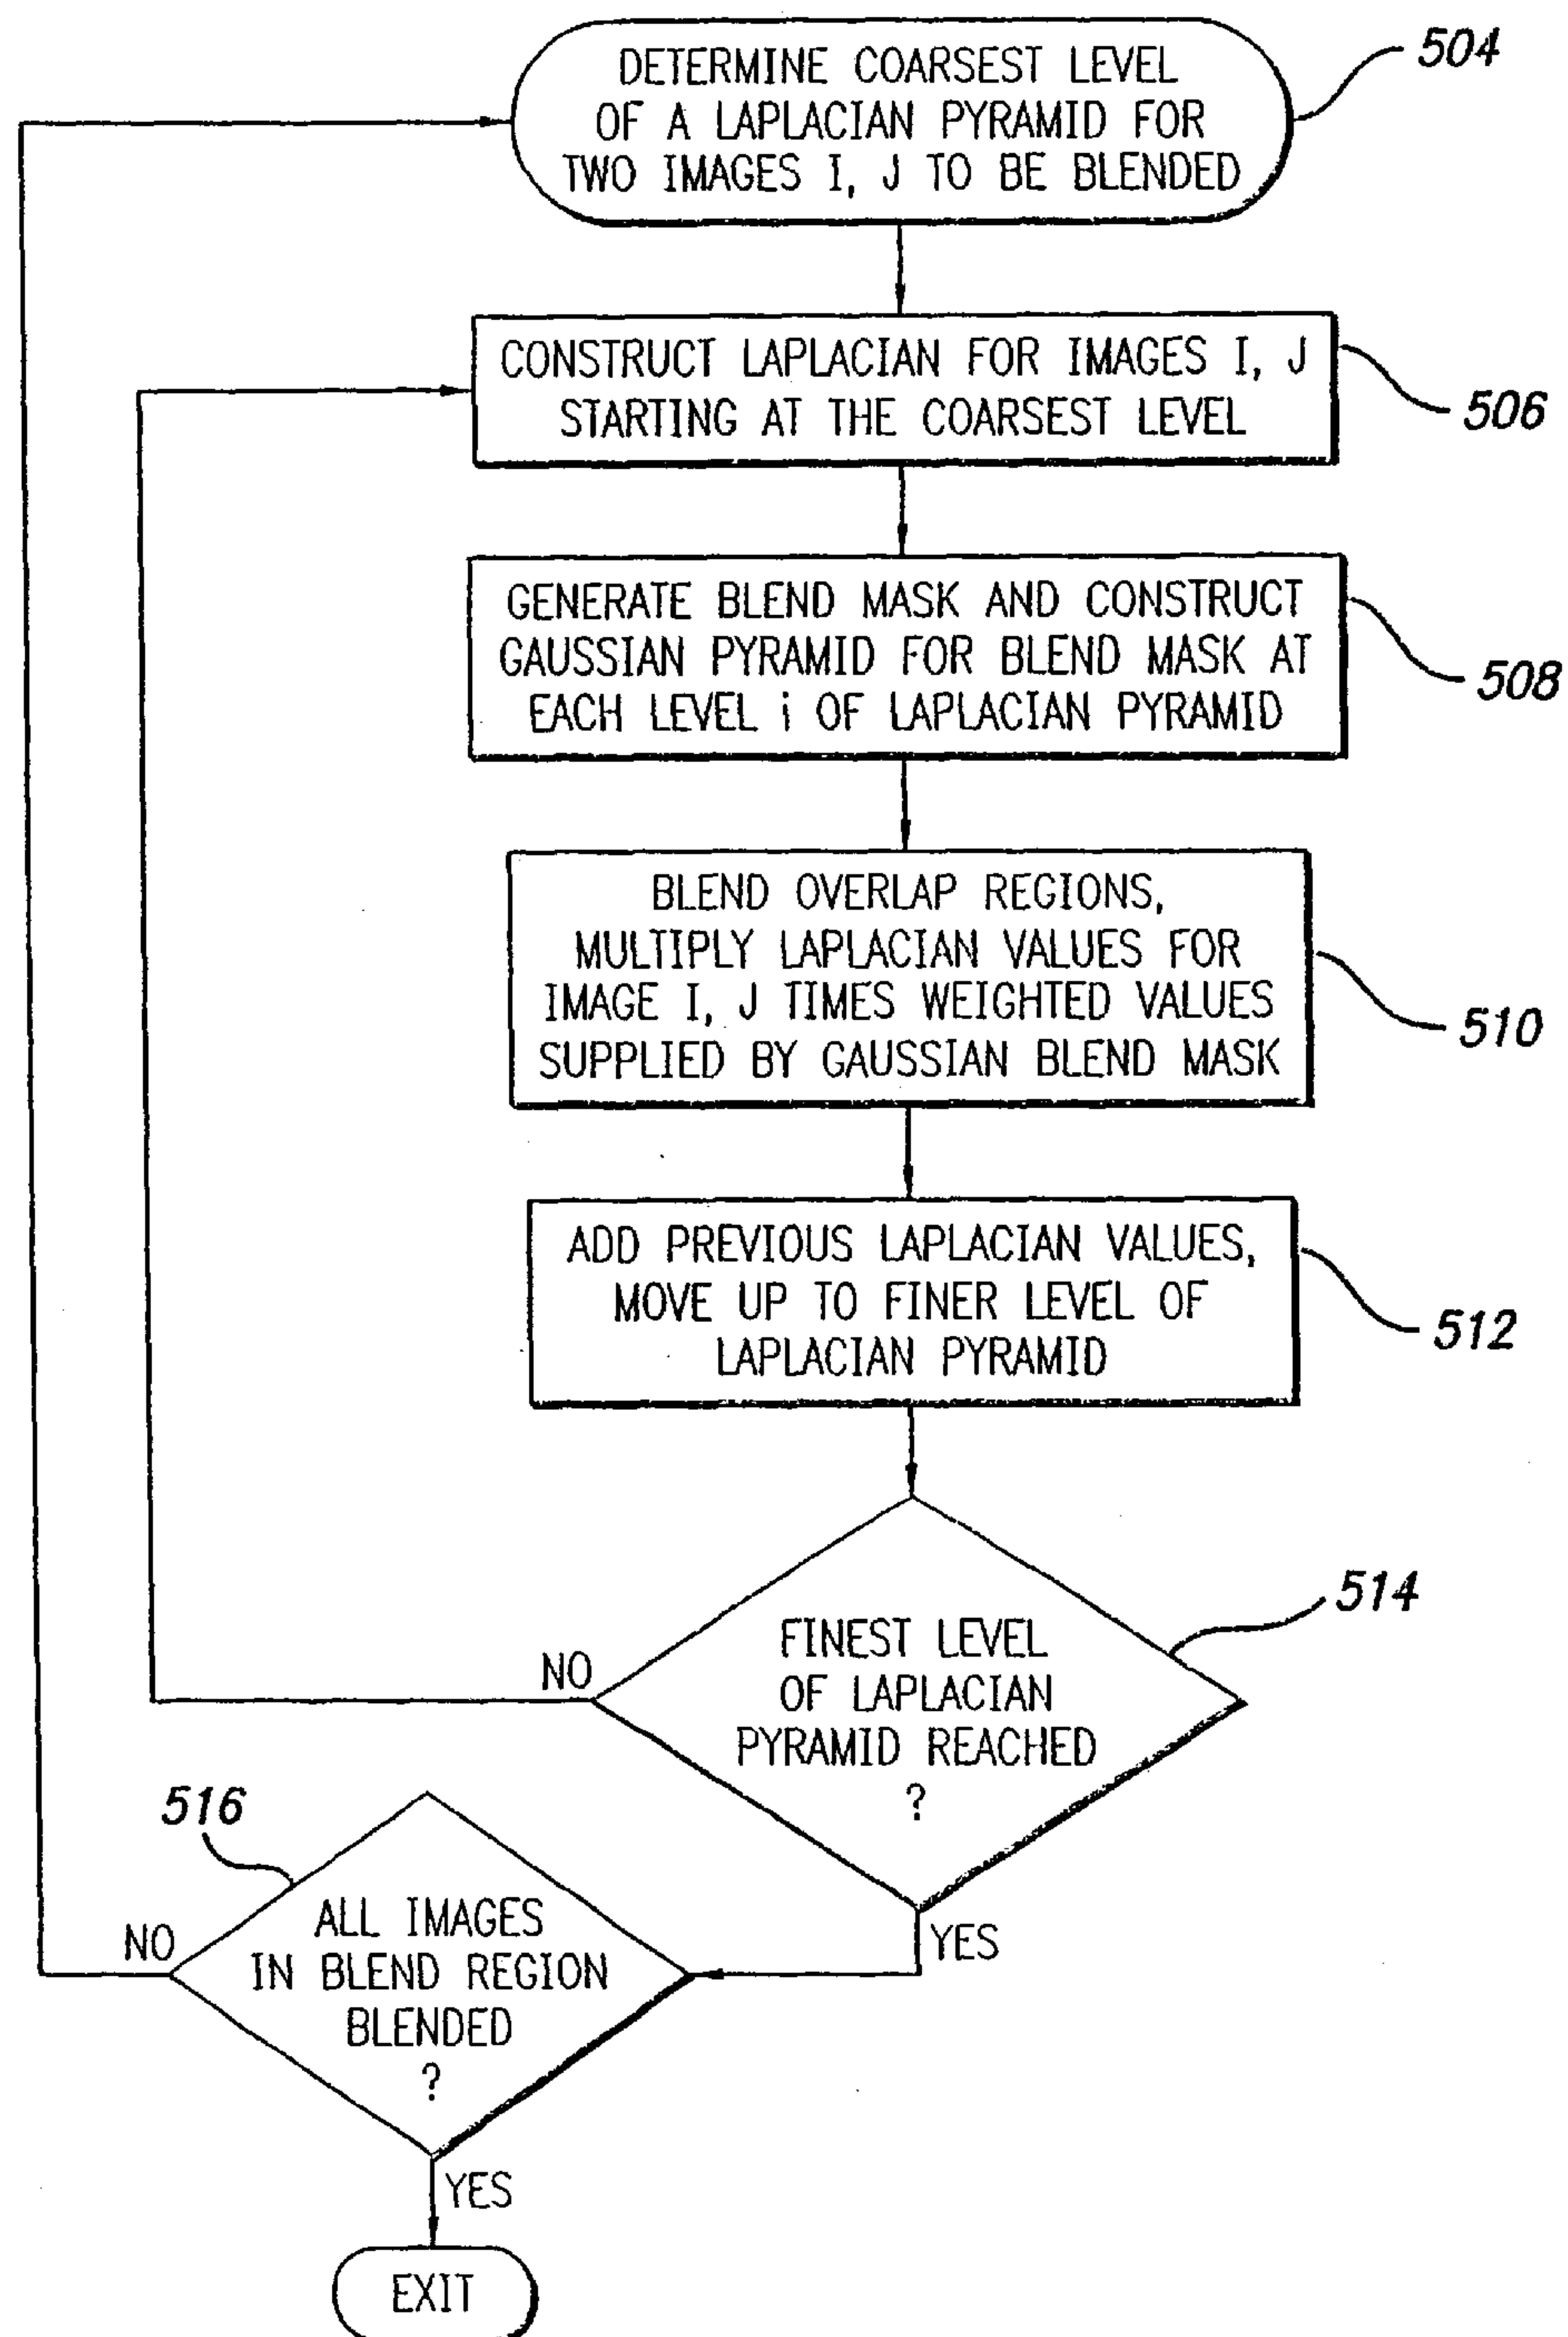 DETERMINE COARSEST LEVEL
OF A LAPLACIAN PYRAMID FOR
TWO IMAGES I, J TO BE BLENDED
504
CONSTRUCT LAPLACIAN FOR IMAGES I, J
STARTING AT THE COARSEST LEVEL
506
GENERATE BLEND MASK AND CONSTRUCT
GAUSSIAN PYRAMID FOR BLEND MASK AT
EACH LEVEL i OF LAPLACIAN PYRAMID
508
BLEND OVERLAP REGIONS,
MULTIPLY LAPLACIAN VALUES FOR
IMAGE I, J TIMES WEIGHTED VALUES
SUPPLIED BY GAUSSIAN BLEND MASK
510
ADD PREVIOUS LAPLACIAN VALUES,
MOVE UP TO FINER LEVEL OF
LAPLACIAN PYRAMID
512
FINEST LEVEL
OF LAPLACIAN
PYRAMID REACHED
?
514
NO
YES
516
ALL IMAGES
IN BLEND REGION
BLENDED
?
NO
YES
EXIT